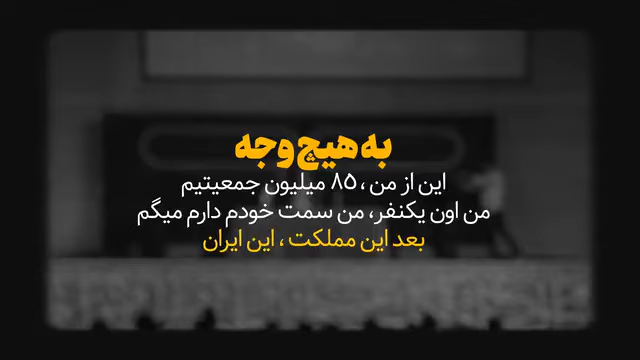 به هیچ وجه
این از من ، ۸۵ میلیون جمعیتیم
من اون یکنفر، من سمت خودم دارم میگم
بعد این مملکت ، این ایران